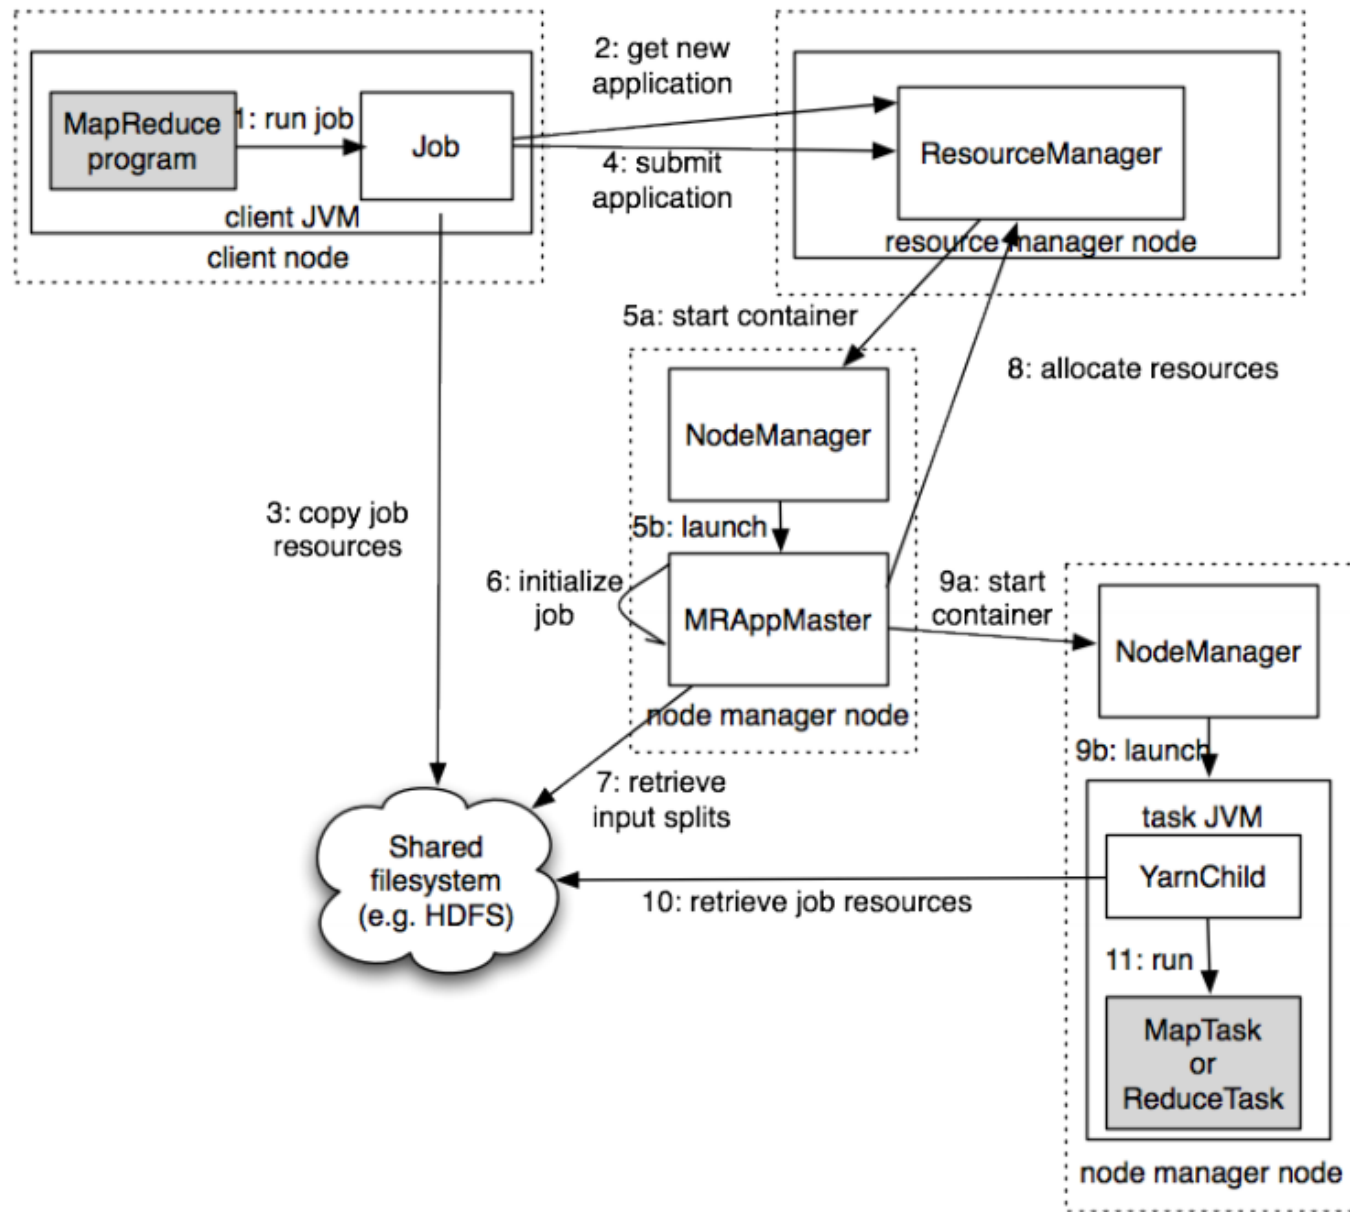 MapReduce
program
1: run job
Job
client JVM
client node
2: get new
application
4: submit
application
ResourceManager
resource manager node
5a: start container
8: allocate resources
NodeManager
5b: launch
3: copy job
resources
6: initialize
job
MRAppMaster
9a: start
container
NodeManager
node manager node
9b: launch
7: retrieve
input splits
task JVM
Shared
filesystem
(e.g. HDFS)
YarnChild
10: retrieve job resources
11: run
MapTask
or
ReduceTask
node manager node